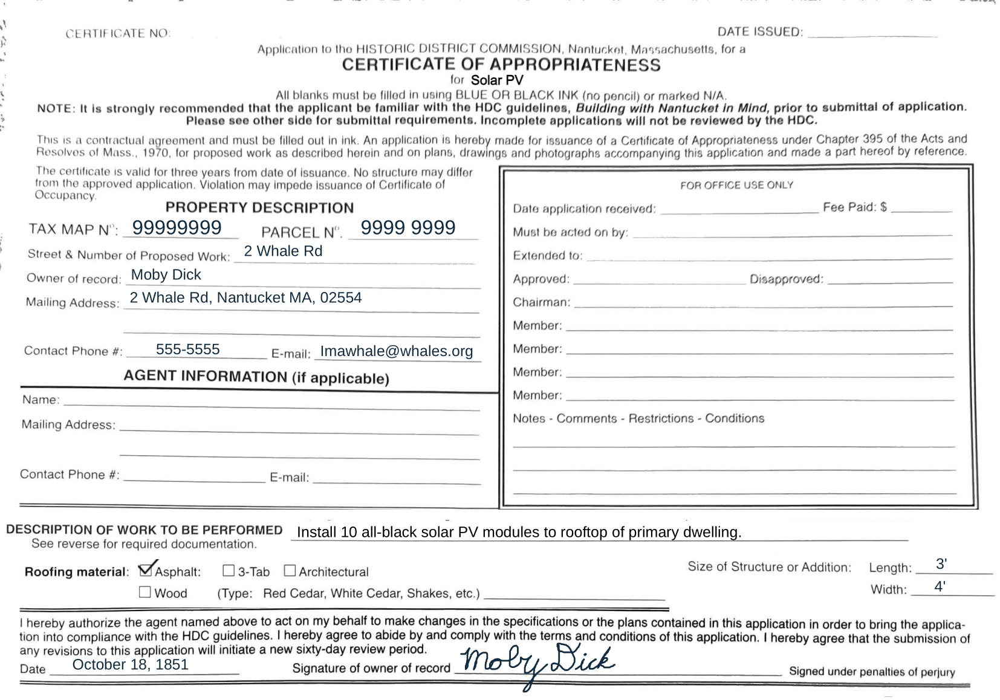 CERTIFICATE NO:
DATE ISSUED:
Application to the HISTORIC DISTRICT COMMISSION, Nantucket, Massachusetts, for a
CERTIFICATE OF APPROPRIATENESS
for Solar PV
All blanks must be filled in using BLUE OR BLACK INK (no pencil) or marked N/A.
NOTE: It is strongly recommended that the applicant be familiar with the HDC guidelines, Building with Nantucket in Mind, prior to submittal of application.
Please see other side for submittal requirements. Incomplete applications will not be reviewed by the HDC.
This is a contractual agreement and must be filled out in ink. An application is hereby made for issuance of a Certificate of Appropriateness under Chapter 395 of the Acts and
Resolves of Mass., 1970, for proposed work as described herein and on plans, drawings and photographs accompanying this application and made a part hereof by reference.
The certificate is valid for three years from date of issuance. No structure may differ
from the approved application. Violation may impede issuance of Certificate of
Occupancy.
PROPERTY DESCRIPTION
TAX MAP Nº: 99999999 PARCEL Nº. 9999 9999
Street & Number of Proposed Work: 2 Whale Rd
Owner of record: Moby Dick
Mailing Address: 2 Whale Rd, Nantucket MA, 02554
Contact Phone #: 555-5555 E-mail: Imawhale@whales.org
AGENT INFORMATION (if applicable)
Name:
Mailing Address:
Contact Phone #: E-mail:
FOR OFFICE USE ONLY
Date application received: Fee Paid: $
Must be acted on by:
Extended to:
Approved: Disapproved:
Chairman:
Member:
Member:
Member:
Member:
Notes - Comments - Restrictions - Conditions
DESCRIPTION OF WORK TO BE PERFORMED Install 10 all-black solar PV modules to rooftop of primary dwelling.
See reverse for required documentation.
Roofing material: Asphalt: 3-Tab Architectural
Wood (Type: Red Cedar, White Cedar, Shakes, etc.)
Size of Structure or Addition: Length: 3'
Width: 4'
I hereby authorize the agent named above to act on my behalf to make changes in the specifications or the plans contained in this application in order to bring the applica-
tion into compliance with the HDC guidelines. I hereby agree to abide by and comply with the terms and conditions of this application. I hereby agree that the submission of
any revisions to this application will initiate a new sixty-day review period.
Date October 18, 1851 Signature of owner of record Moby Dick Signed under penalties of perjury